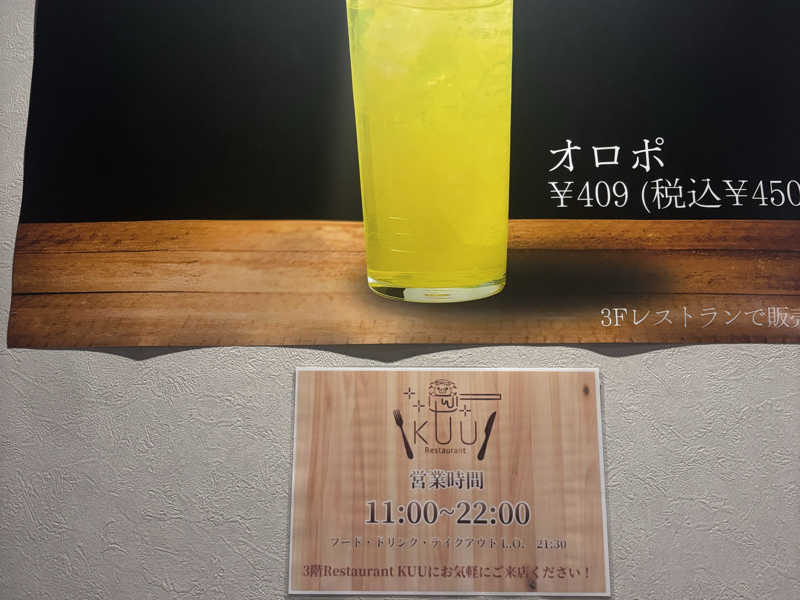 オロポ
¥409 (税込¥450
3Fレストランで販売
KUU
Restaurant
営業時間
11:00~22:00
フード・ドリンク・テイクアウト L.O. 21:30
3階Restaurant KUUにお気軽にご来店ください！